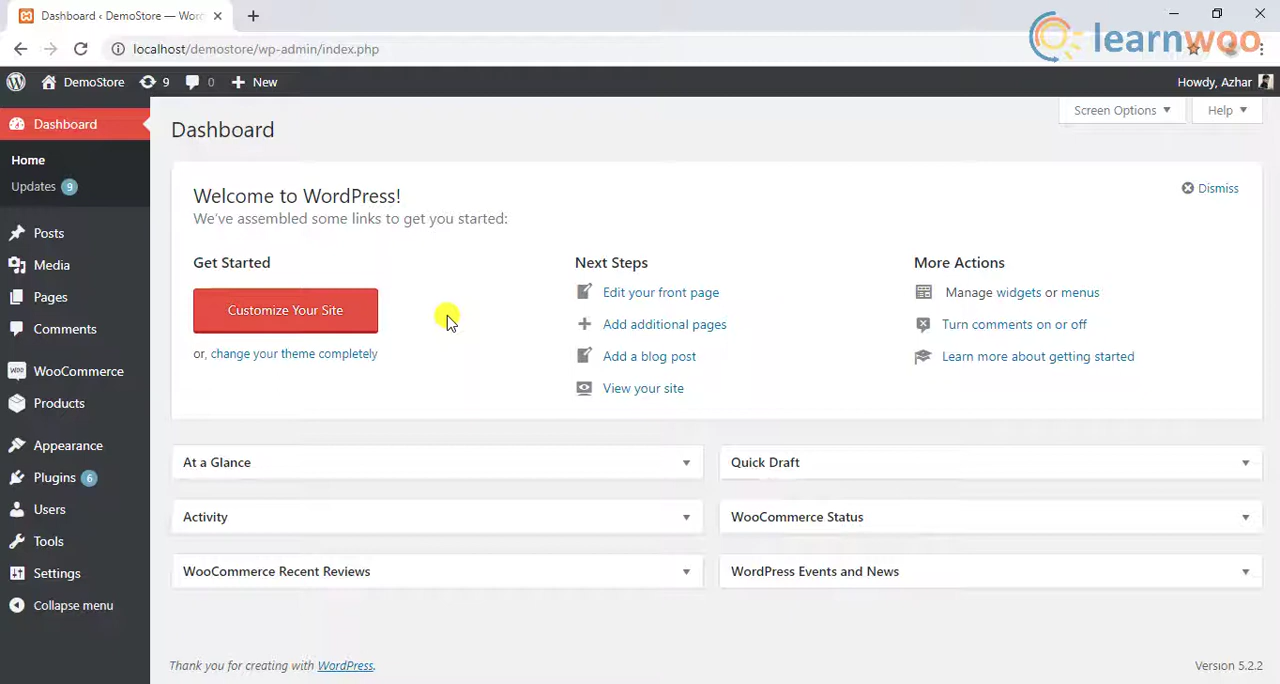 Dashboard ‹ DemoStore — Wor
localhost/demostore/wp-admin/index.php
learnwoo
DemoStore 9 0 New
Howdy, Azhar
Dashboard
Home
Updates 9
Posts
Media
Pages
Comments
WooCommerce
Products
Appearance
Plugins 6
Users
Tools
Settings
Collapse menu
Screen Options
Help
Dashboard
Welcome to WordPress!
Dismiss
We've assembled some links to get you started:
Get Started
Customize Your Site
or, change your theme completely
Next Steps
Edit your front page
Add additional pages
Add a blog post
View your site
More Actions
Manage widgets or menus
Turn comments on or off
Learn more about getting started
At a Glance
Quick Draft
Activity
WooCommerce Status
WooCommerce Recent Reviews
WordPress Events and News
Thank you for creating with WordPress.
Version 5.2.2